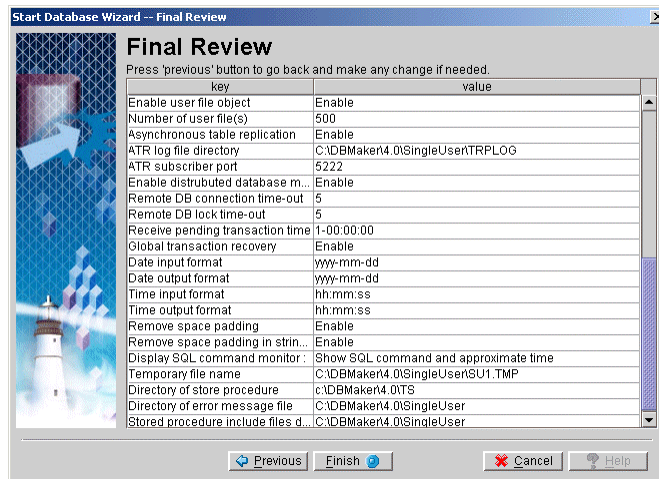 Start Database Wizard -- Final Review
Final Review
Press 'previous' button to go back and make any change if needed.
key value
Enable user file object Enable
Number of user file(s) 500
Asynchronous table replication Enable
ATR log file directory C:\DBMaker\4.0\SingleUser\TRPLOG
ATR subscriber port 5222
Enable distrubuted database m... Enable
Remote DB connection time-out 5
Remote DB lock time-out 5
Receive pending transaction time 1-00:00:00
Global transaction recovery Enable
Date input format yyyy-mm-dd
Date output format yyyy-mm-dd
Time input format hh:mm:ss
Time output format hh:mm:ss
Remove space padding Enable
Remove space padding in strin... Enable
Display SQL command monitor : Show SQL command and approximate time
Temporary file name C:\DBMaker\4.0\SingleUser\SU1.TMP
Directory of store procedure c:\DBMaker\4.0\TS
Directory of error message file C:\DBMaker\4.0\SingleUser
Stored procedure include files d... C:\DBMaker\4.0\SingleUser
Previous Finish Cancel Help